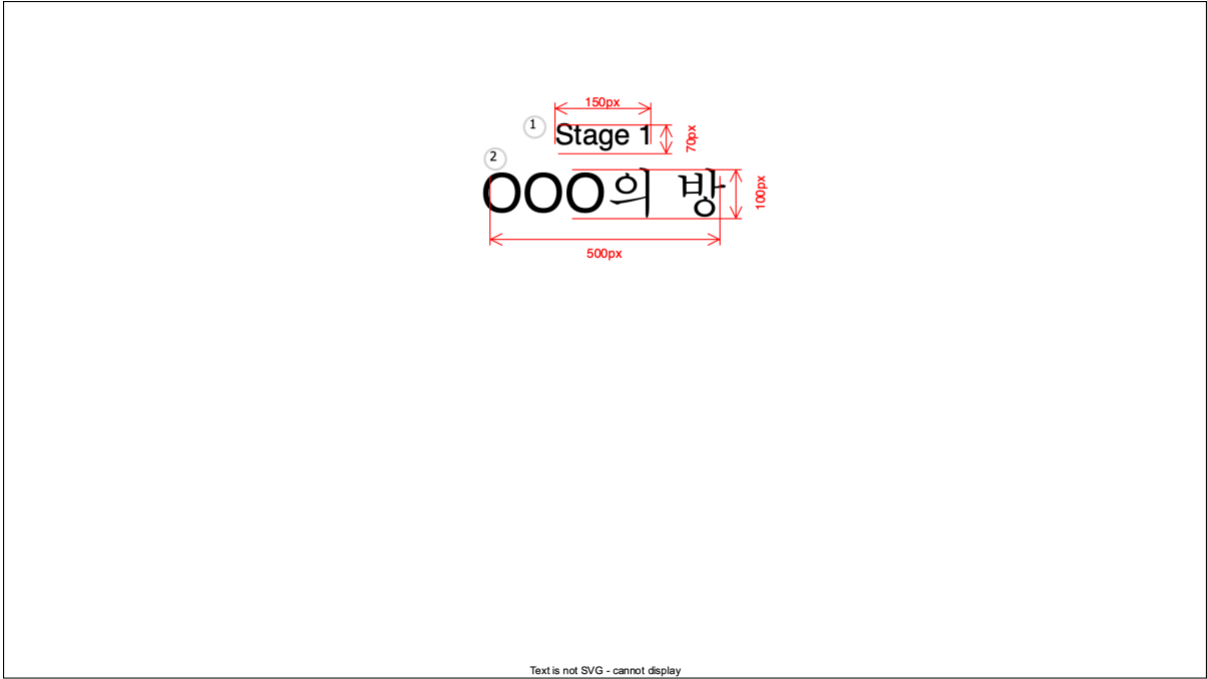 150px
1
Stage 1
70px
2
OOO의 방
100px
500px
Text is not SVG - cannot display